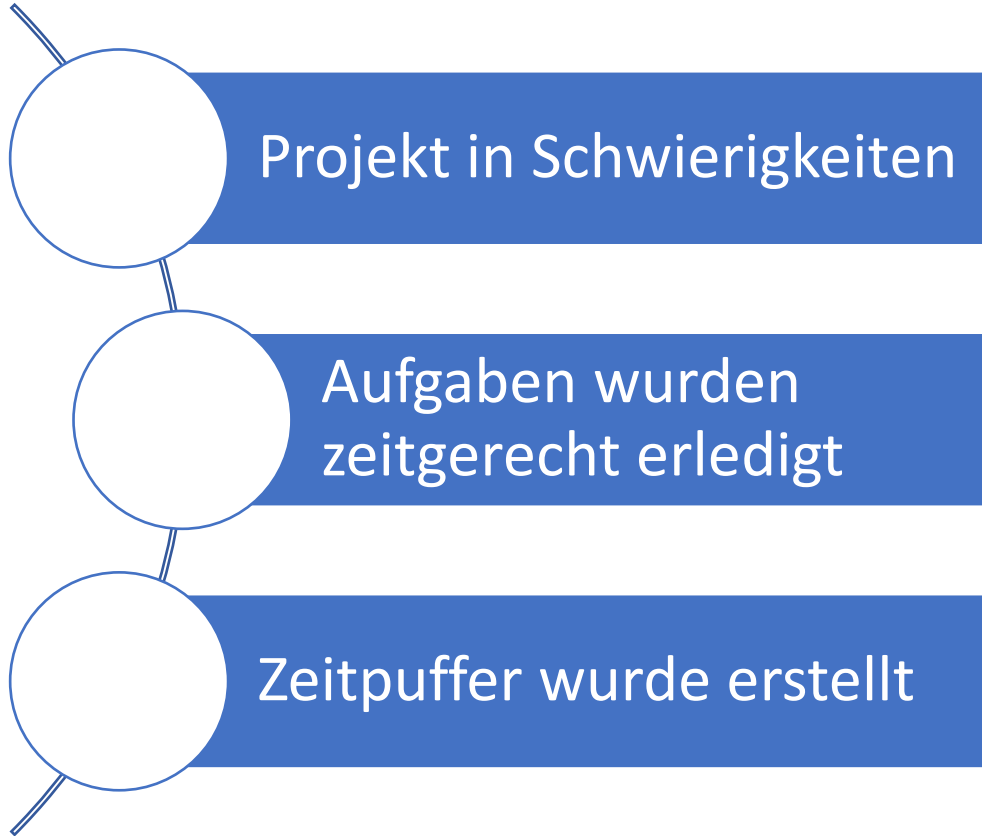 Projekt in Schwierigkeiten
Aufgaben wurden
zeitgerecht erledigt
Zeitpuffer wurde erstellt